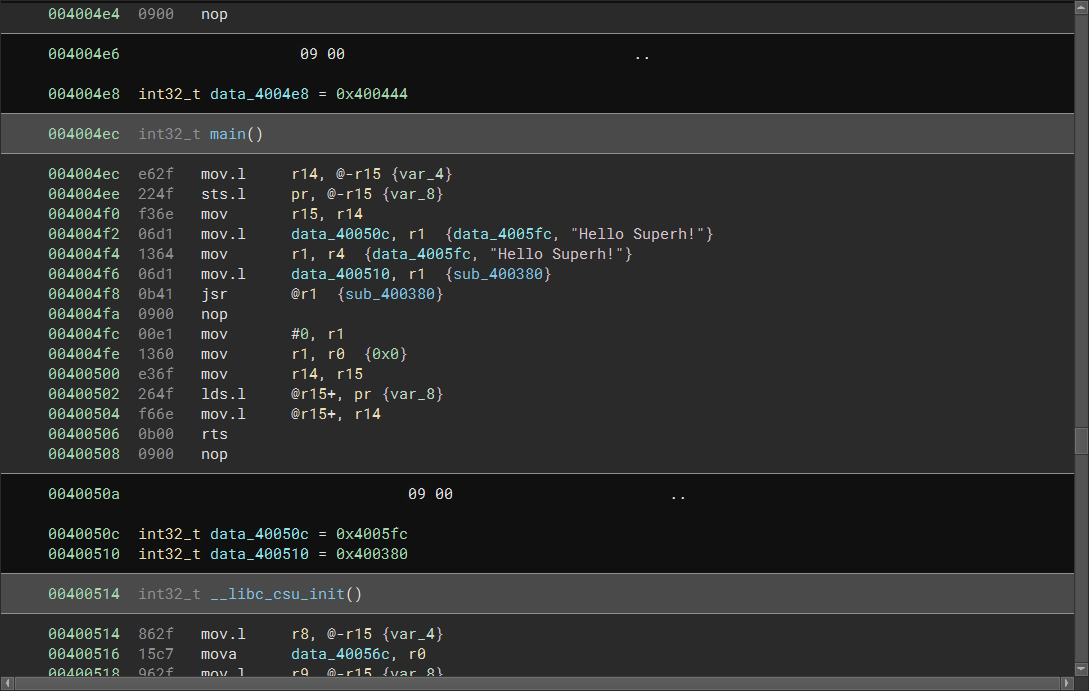 004004e4 0900 nop
004004e6 09 00 ..
004004e8 int32_t data_4004e8 = 0x400444
004004ec int32_t main()
004004ec e62f mov.l r14, @-r15 {var_4}
004004ee 224f sts.l pr, @-r15 {var_8}
004004f0 f36e mov r15, r14
004004f2 06d1 mov.l data_40050c, r1 {data_4005fc, "Hello Superh!"}
004004f4 1364 mov r1, r4 {data_4005fc, "Hello Superh!"}
004004f6 06d1 mov.l data_400510, r1 {sub_400380}
004004f8 0b41 jsr @r1 {sub_400380}
004004fa 0900 nop
004004fc 00e1 mov #0, r1
004004fe 1360 mov r1, r0 {0x0}
00400500 e36f mov r14, r15
00400502 264f lds.l @r15+, pr {var_8}
00400504 f66e mov.l @r15+, r14
00400506 0b00 rts
00400508 0900 nop
0040050a 09 00 ..
0040050c int32_t data_40050c = 0x4005fc
00400510 int32_t data_400510 = 0x400380
00400514 int32_t __libc_csu_init()
00400514 862f mov.l r8, @-r15 {var_4}
00400516 15c7 mova data_40056c, r0
00400518 962f mov.l r9, @-r15 {var_8}